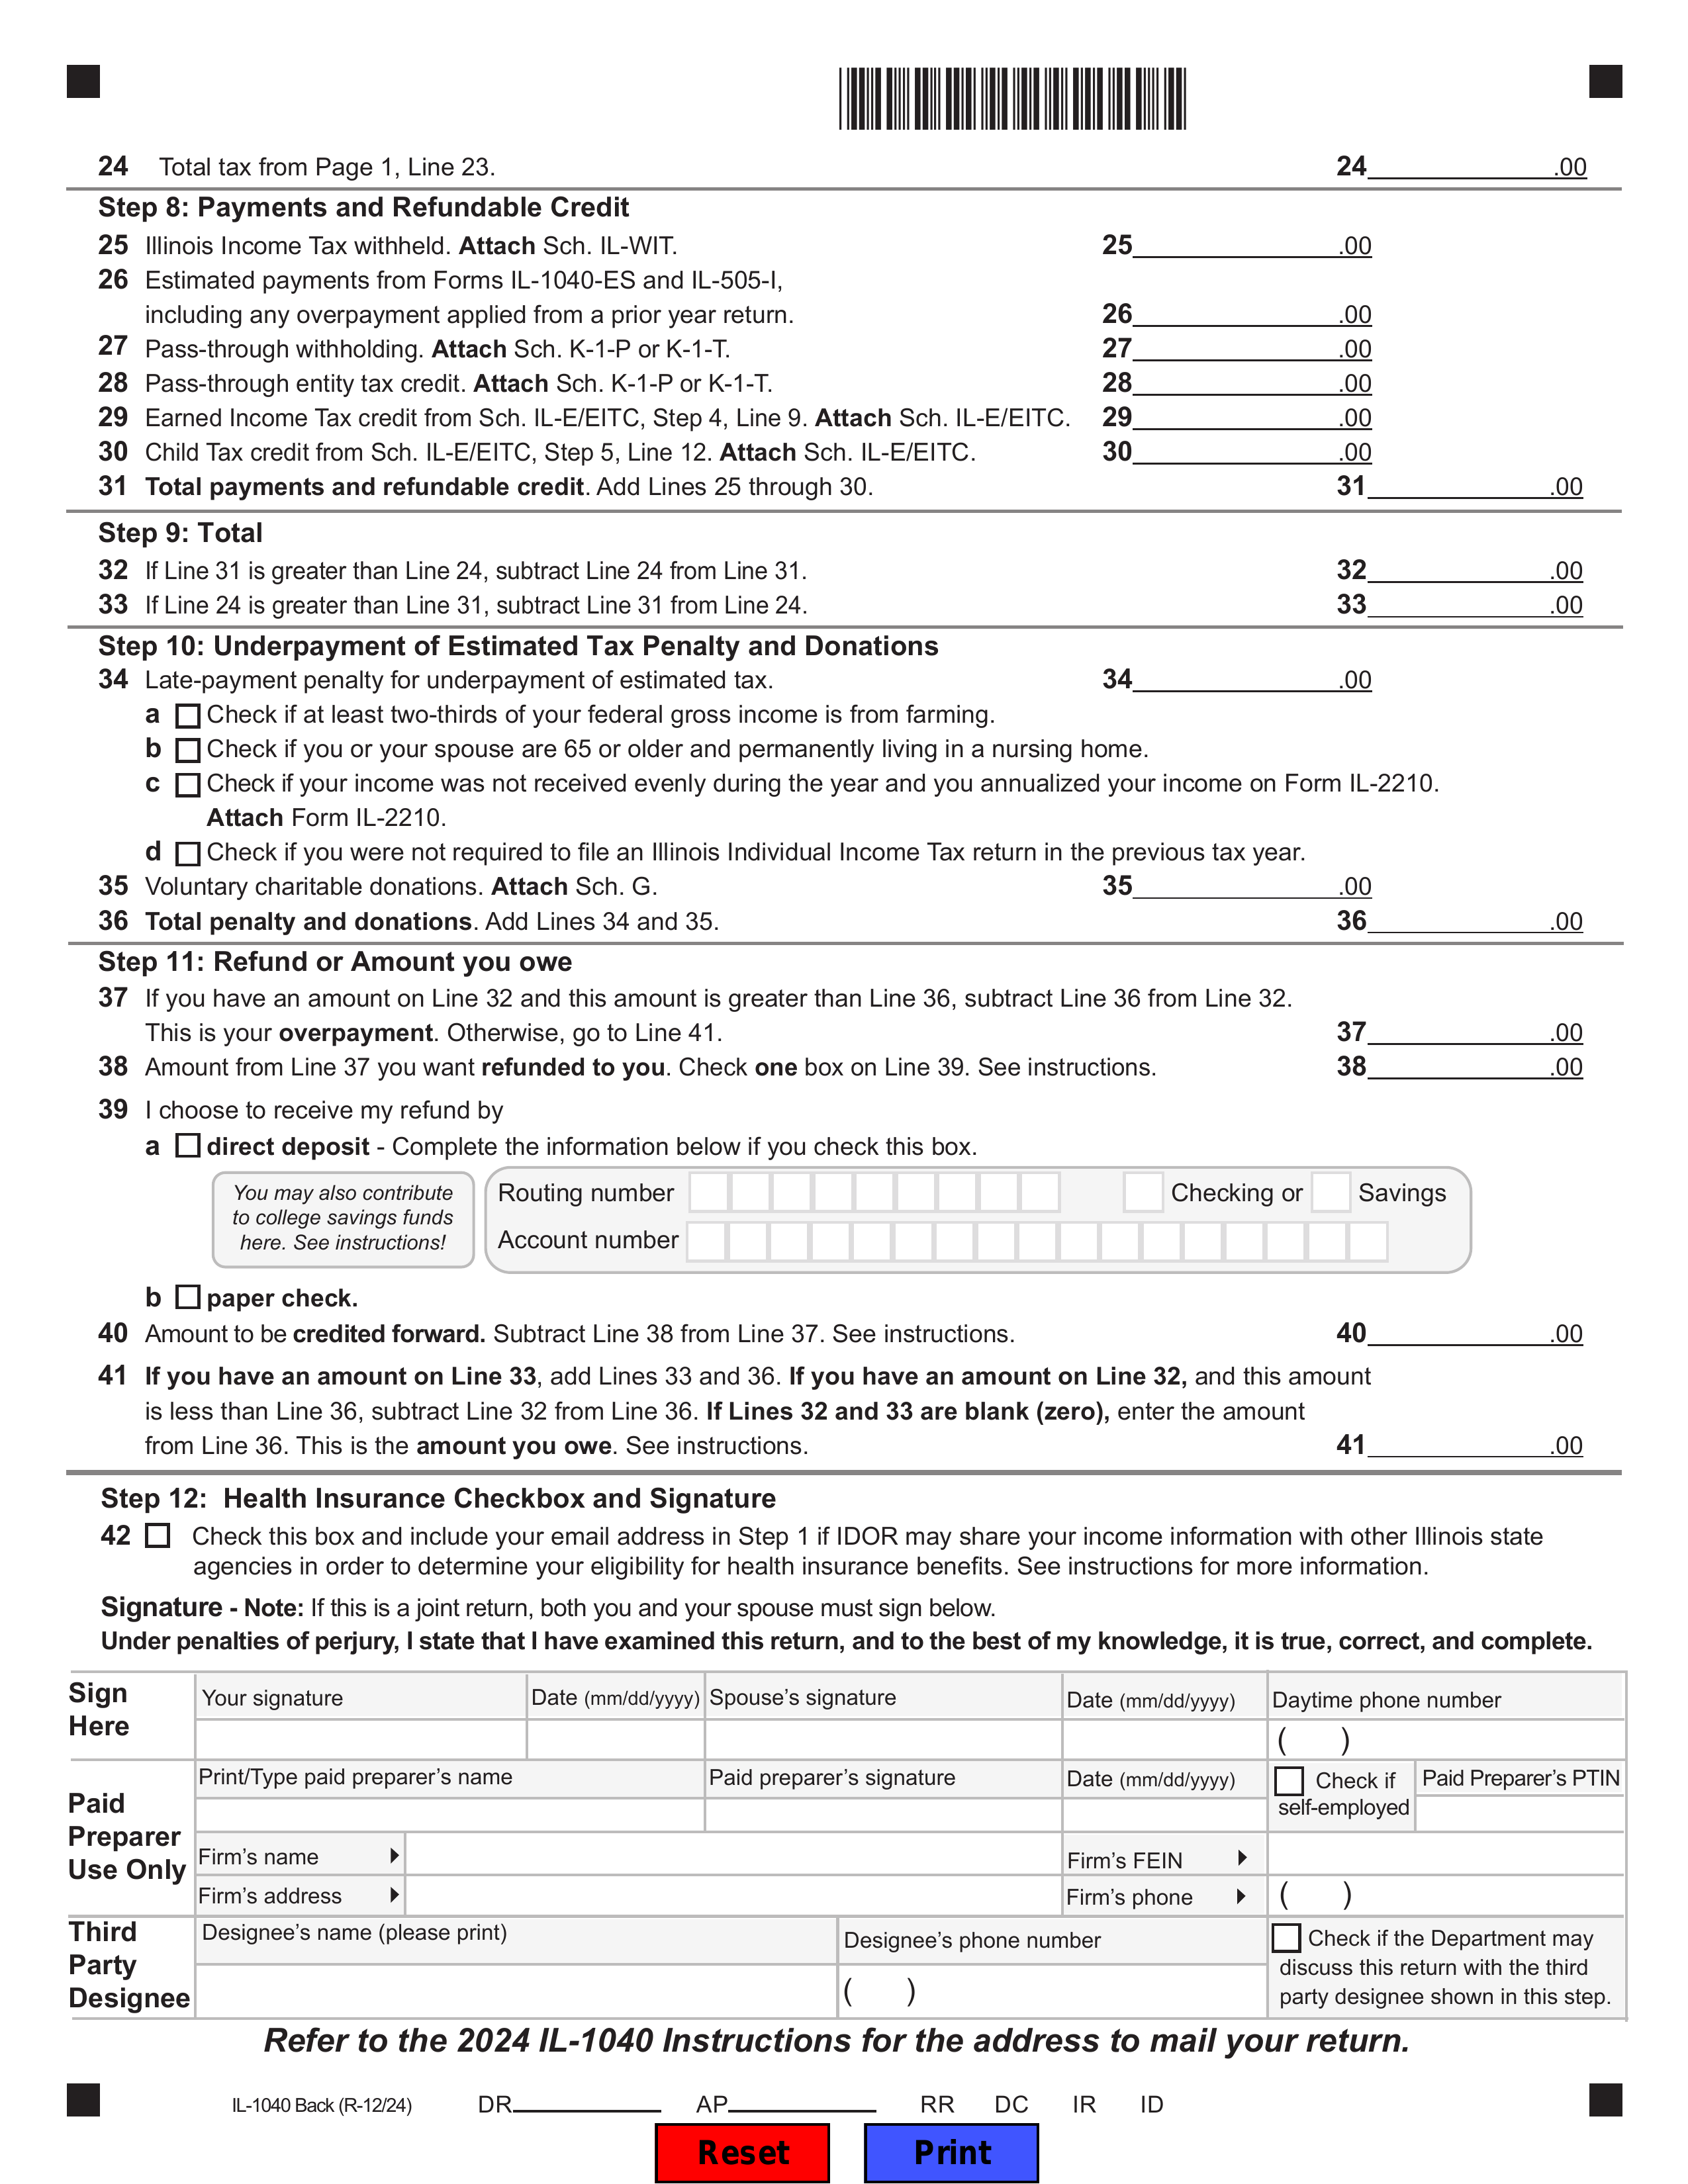 24 Total tax from Page 1, Line 23. 24 .00
Step 8: Payments and Refundable Credit
25 Illinois Income Tax withheld. Attach Sch. IL-WIT. 25 .00
26 Estimated payments from Forms IL-1040-ES and IL-505-I,
including any overpayment applied from a prior year return. 26 .00
27 Pass-through withholding. Attach Sch. K-1-P or K-1-T. 27 .00
28 Pass-through entity tax credit. Attach Sch. K-1-P or K-1-T. 28 .00
29 Earned Income Tax credit from Sch. IL-E/EITC, Step 4, Line 9. Attach Sch. IL-E/EITC. 29 .00
30 Child Tax credit from Sch. IL-E/EITC, Step 5, Line 12. Attach Sch. IL-E/EITC. 30 .00
31 Total payments and refundable credit. Add Lines 25 through 30. 31 .00
Step 9: Total
32 If Line 31 is greater than Line 24, subtract Line 24 from Line 31. 32 .00
33 If Line 24 is greater than Line 31, subtract Line 31 from Line 24. 33 .00
Step 10: Underpayment of Estimated Tax Penalty and Donations
34 Late-payment penalty for underpayment of estimated tax. 34 .00
a Check if at least two-thirds of your federal gross income is from farming.
b Check if you or your spouse are 65 or older and permanently living in a nursing home.
c Check if your income was not received evenly during the year and you annualized your income on Form IL-2210.
Attach Form IL-2210.
d Check if you were not required to file an Illinois Individual Income Tax return in the previous tax year.
35 Voluntary charitable donations. Attach Sch. G. 35 .00
36 Total penalty and donations. Add Lines 34 and 35. 36 .00
Step 11: Refund or Amount you owe
37 If you have an amount on Line 32 and this amount is greater than Line 36, subtract Line 36 from Line 32.
This is your overpayment. Otherwise, go to Line 41. 37 .00
38 Amount from Line 37 you want refunded to you. Check one box on Line 39. See instructions. 38 .00
39 I choose to receive my refund by
a direct deposit - Complete the information below if you check this box.
You may also contribute
to college savings funds
here. See instructions!
Routing number Checking or Savings
Account number
b paper check.
40 Amount to be credited forward. Subtract Line 38 from Line 37. See instructions. 40 .00
41 If you have an amount on Line 33, add Lines 33 and 36. If you have an amount on Line 32, and this amount
is less than Line 36, subtract Line 32 from Line 36. If Lines 32 and 33 are blank (zero), enter the amount
from Line 36. This is the amount you owe. See instructions. 41 .00
Step 12: Health Insurance Checkbox and Signature
42 Check this box and include your email address in Step 1 if IDOR may share your income information with other Illinois state
agencies in order to determine your eligibility for health insurance benefits. See instructions for more information.
Signature - Note: If this is a joint return, both you and your spouse must sign below.
Under penalties of perjury, I state that I have examined this return, and to the best of my knowledge, it is true, correct, and complete.
Sign
Here
Your signature Date (mm/dd/yyyy) Spouse's signature Date (mm/dd/yyyy) Daytime phone number
( )
Paid
Preparer
Use Only
Print/Type paid preparer's name Paid preparer's signature Date (mm/dd/yyyy) Check if
self-employed
Paid Preparer's PTIN
Firm's name Firm's FEIN
Firm's address Firm's phone ( )
Third
Party
Designee
Designee's name (please print) Designee's phone number
( )
Check if the Department may
discuss this return with the third
party designee shown in this step.
Refer to the 2024 IL-1040 Instructions for the address to mail your return.
IL-1040 Back (R-12/24) DR AP RR DC IR ID
Reset Print